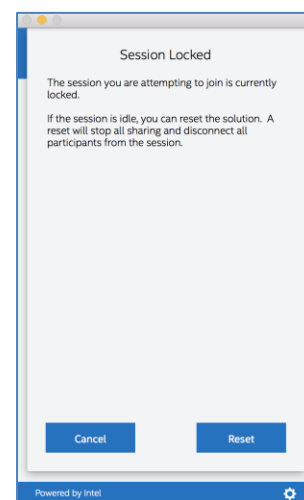 Session Locked
The session you are attempting to join is currently
locked.
If the session is idle, you can reset the solution. A
reset will stop all sharing and disconnect all
participants from the session.
Cancel
Reset
Powered by Intel